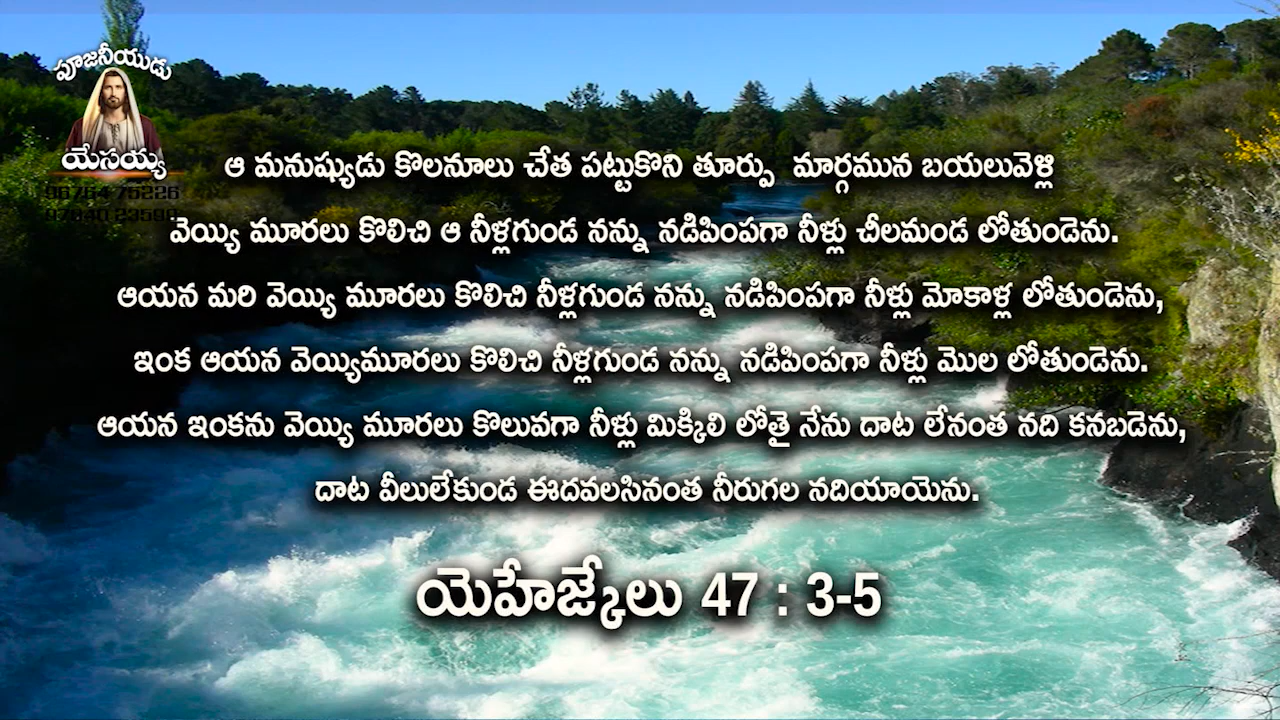 పూజనీయుడు
యేసయ్య
96764 75226
ఆ మనుష్యుడు కొలనూలు చేత పట్టుకొని తూర్పు మార్గమున బయలువెళ్లి
వెయ్యి మూరలు కొలిచి ఆ నీళ్లగుండ నన్ను నడిపింపగా నీళ్లు చీలమండ లోతుండెను.
ఆయన మరి వెయ్యి మూరలు కొలిచి నీళ్లగుండ నన్ను నడిపింపగా నీళ్లు మోకాళ్ల లోతుండెను,
ఇంక ఆయన వెయ్యిమూరలు కొలిచి నీళ్లగుండ నన్ను నడిపింపగా నీళ్లు మొల లోతుండెను.
ఆయన ఇంకను వెయ్యి మూరలు కొలువగా నీళ్లు మిక్కిలి లోతై నేను దాట లేనంత నది కనబడెను,
దాట వీలులేకుండ ఈదవలసినంత నీరుగల నదియాయెను.
యెహేజ్కేలు 47 : 3-5